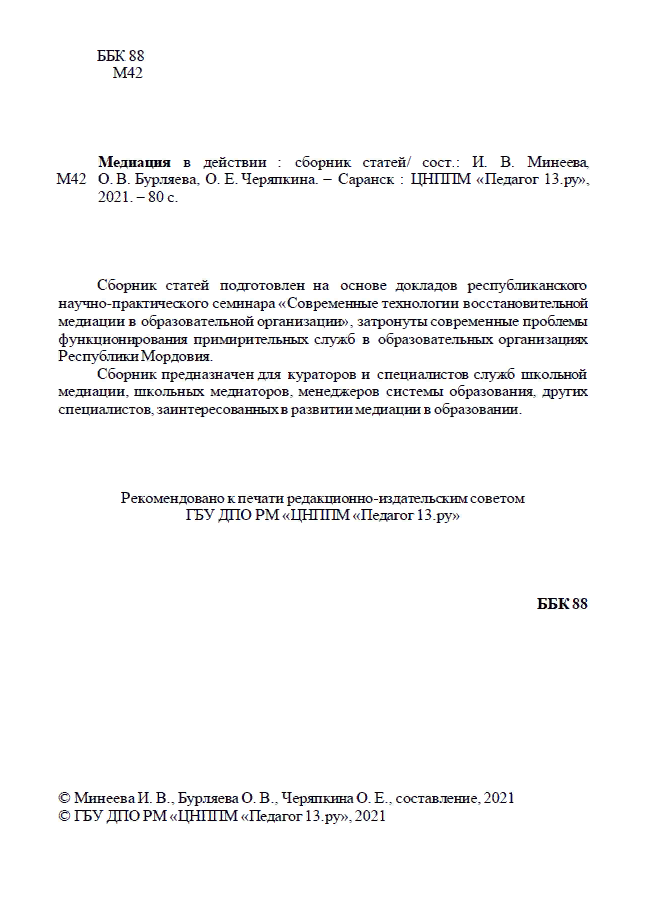 ББК 88
М42
Медиация в действии : сборник статей/ сост.: И. В. Минеева,
М42 О. В. Бурляева, О. Е. Черяпкина. – Саранск : ЦНППМ «Педагог 13.ру»,
2021. – 80 с.
Сборник статей подготовлен на основе докладов республиканского
научно-практического семинара «Современные технологии восстановительной
медиации в образовательной организации», затронуты современные проблемы
функционирования примирительных служб в образовательных организациях
Республики Мордовия.
Сборник предназначен для кураторов и специалистов служб школьной
медиации, школьных медиаторов, менеджеров системы образования, других
специалистов, заинтересованных в развитии медиации в образовании.
Рекомендовано к печати редакционно-издательским советом
ГБУ ДПО РМ «ЦНППМ «Педагог 13.ру»
ББК 88
© Минеева И. В., Бурляева О. В., Черяпкина О. Е., составление, 2021
© ГБУ ДПО РМ «ЦНППМ «Педагог 13.ру», 2021